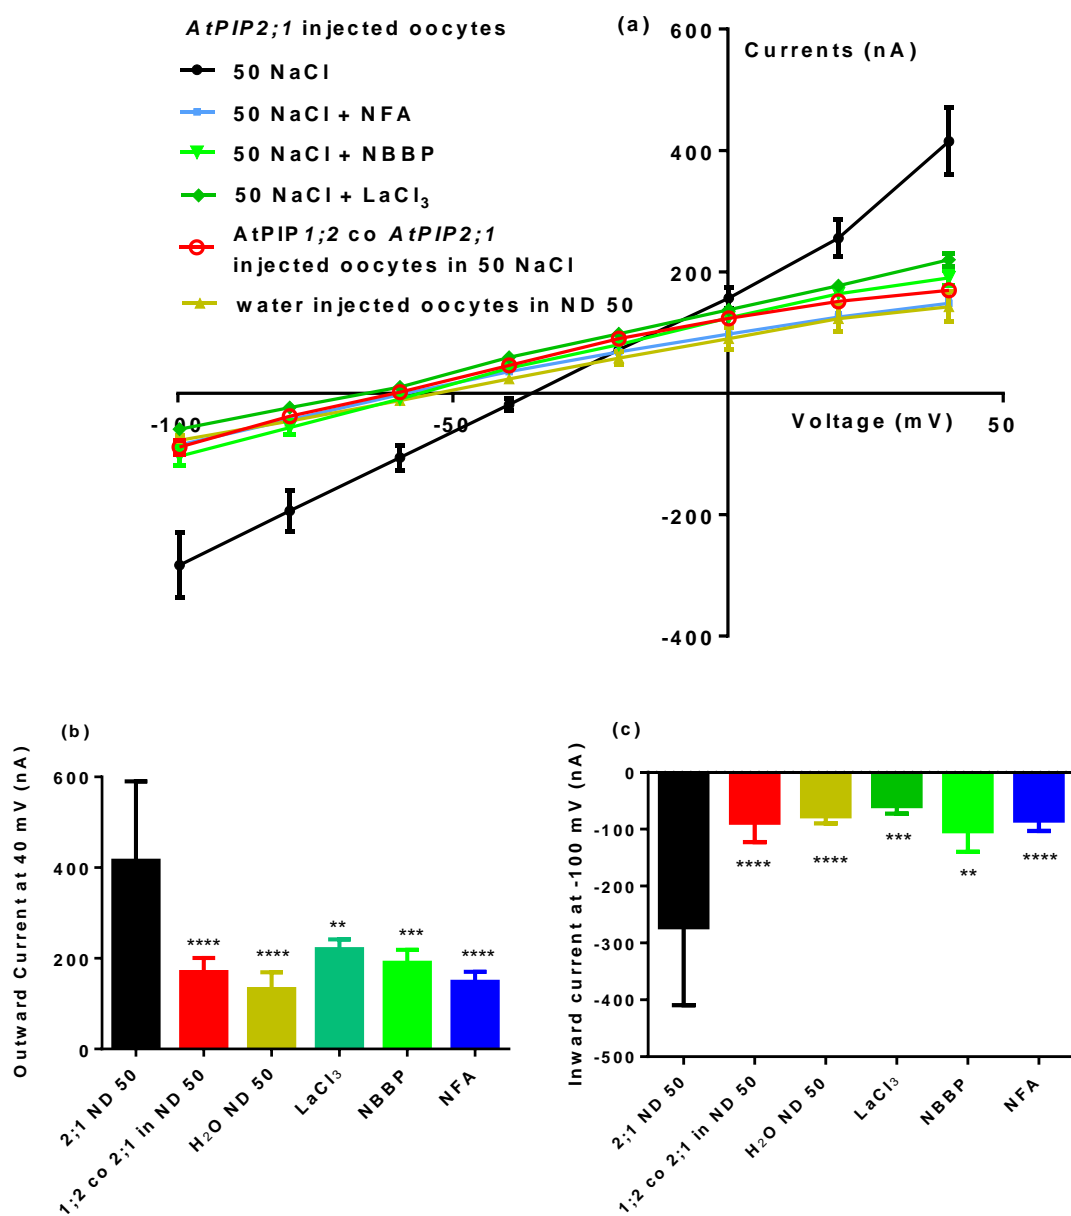 AtPIP2;1 injected oocytes
50 NaCl
50 NaCl + NFA
50 NaCl + NBBP
50 NaCl + LaCl₃
AtPIP1;2 co AtPIP2;1
injected oocytes in 50 NaCl
water injected oocytes in ND 50
(a)
Currents (nA)
600
400
200
-200
-400
-100
-50
50
Voltage (mV)
(b)
Outward Current at 40 mV (nA)
600
400
200
0
****
****
**
***
****
2;1 ND 50
1;2 co 2;1 in ND 50
H₂O ND 50
LaCl₃
NBBP
NFA
(c)
Inward current at -100 mV (nA)
0
-100
-200
-300
-400
-500
****
****
***
**
****
2;1 ND 50
1;2 co 2;1 in ND 50
H₂O ND 50
LaCl₃
NBBP
NFA